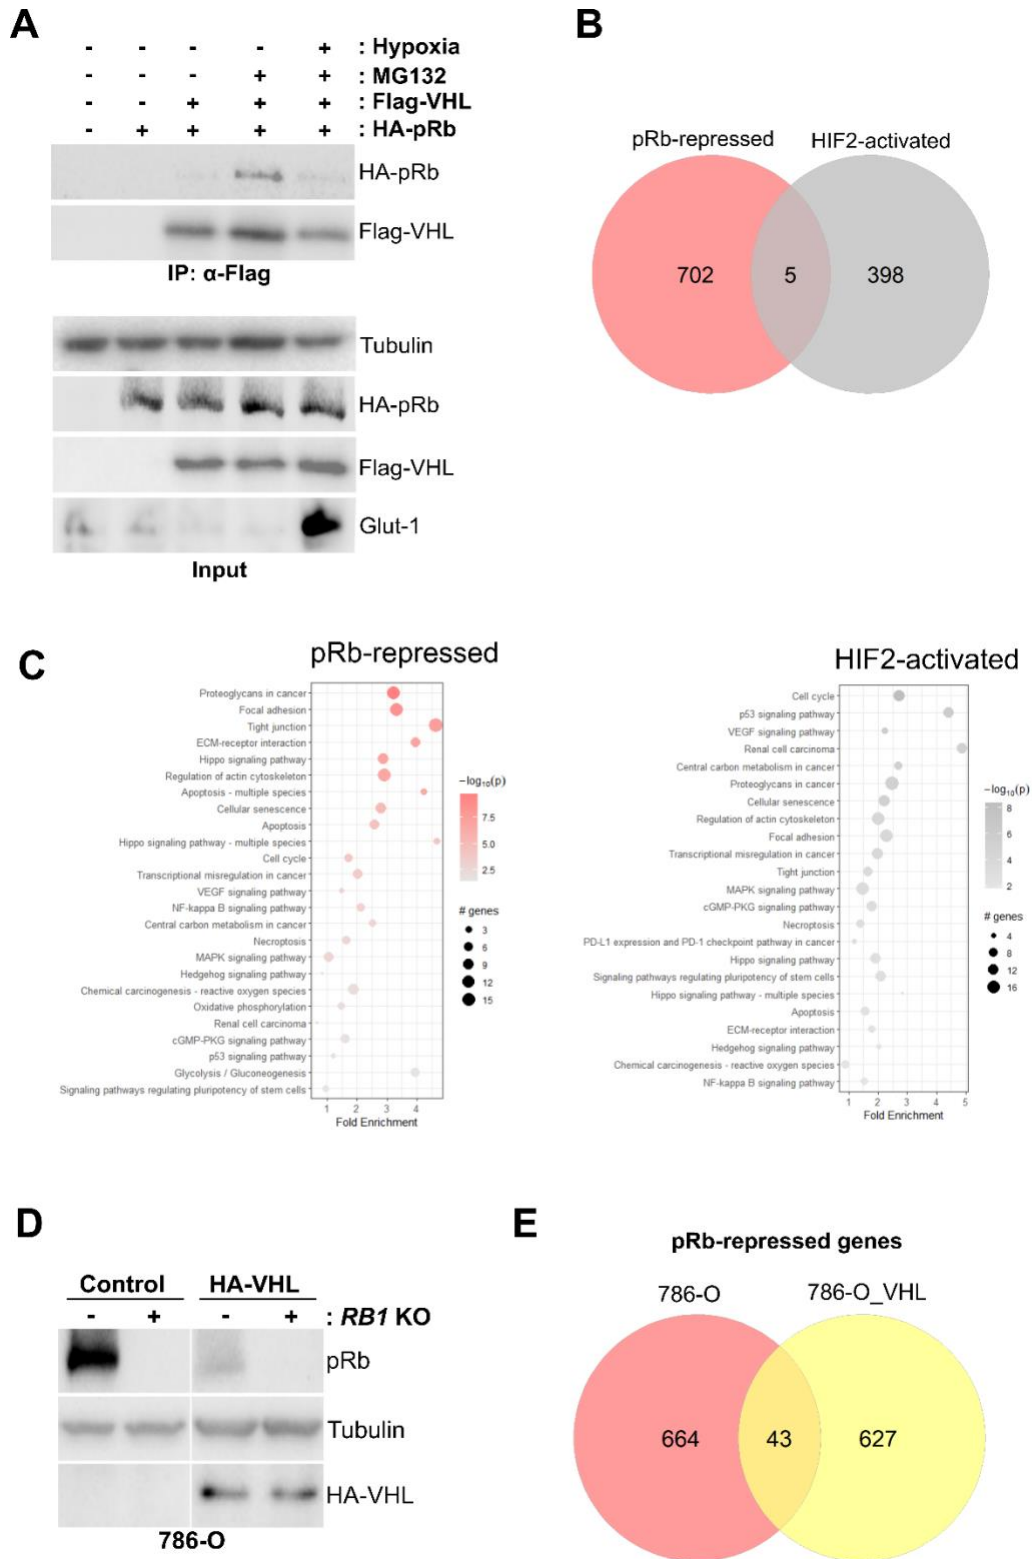 A
- - - - + : Hypoxia
- - - + + : MG132
- - + + + : Flag-VHL
- + + + + : HA-pRb
HA-pRb
Flag-VHL
IP: α-Flag
Tubulin
HA-pRb
Flag-VHL
Glut-1
Input
B
pRb-repressed HIF2-activated
702 5 398
C
pRb-repressed
Proteoglycans in cancer
Focal adhesion
Tight junction
ECM-receptor interaction
Hippo signaling pathway
Regulation of actin cytoskeleton
Apoptosis - multiple species
Cellular senescence
Apoptosis
Hippo signaling pathway - multiple species
Cell cycle
Transcriptional misregulation in cancer
VEGF signaling pathway
NF-kappa B signaling pathway
Central carbon metabolism in cancer
Necroptosis
MAPK signaling pathway
Hedgehog signaling pathway
Chemical carcinogenesis - reactive oxygen species
Oxidative phosphorylation
Renal cell carcinoma
cGMP-PKG signaling pathway
p53 signaling pathway
Glycolysis / Gluconeogenesis
Signaling pathways regulating pluripotency of stem cells
1 2 3 4
Fold Enrichment
−log₁₀(p)
7.5
5.0
2.5
# genes
3
6
9
12
15
HIF2-activated
Cell cycle
p53 signaling pathway
VEGF signaling pathway
Renal cell carcinoma
Central carbon metabolism in cancer
Proteoglycans in cancer
Cellular senescence
Regulation of actin cytoskeleton
Focal adhesion
Transcriptional misregulation in cancer
Tight junction
MAPK signaling pathway
cGMP-PKG signaling pathway
Necroptosis
PD-L1 expression and PD-1 checkpoint pathway in cancer
Hippo signaling pathway
Signaling pathways regulating pluripotency of stem cells
Hippo signaling pathway - multiple species
Apoptosis
ECM-receptor interaction
Hedgehog signaling pathway
Chemical carcinogenesis - reactive oxygen species
NF-kappa B signaling pathway
1 2 3 4 5
Fold Enrichment
−log₁₀(p)
8
6
4
2
# genes
4
8
12
16
D
Control HA-VHL
- + - + : RB1 KO
pRb
Tubulin
HA-VHL
786-O
E
pRb-repressed genes
786-O 786-O_VHL
664 43 627